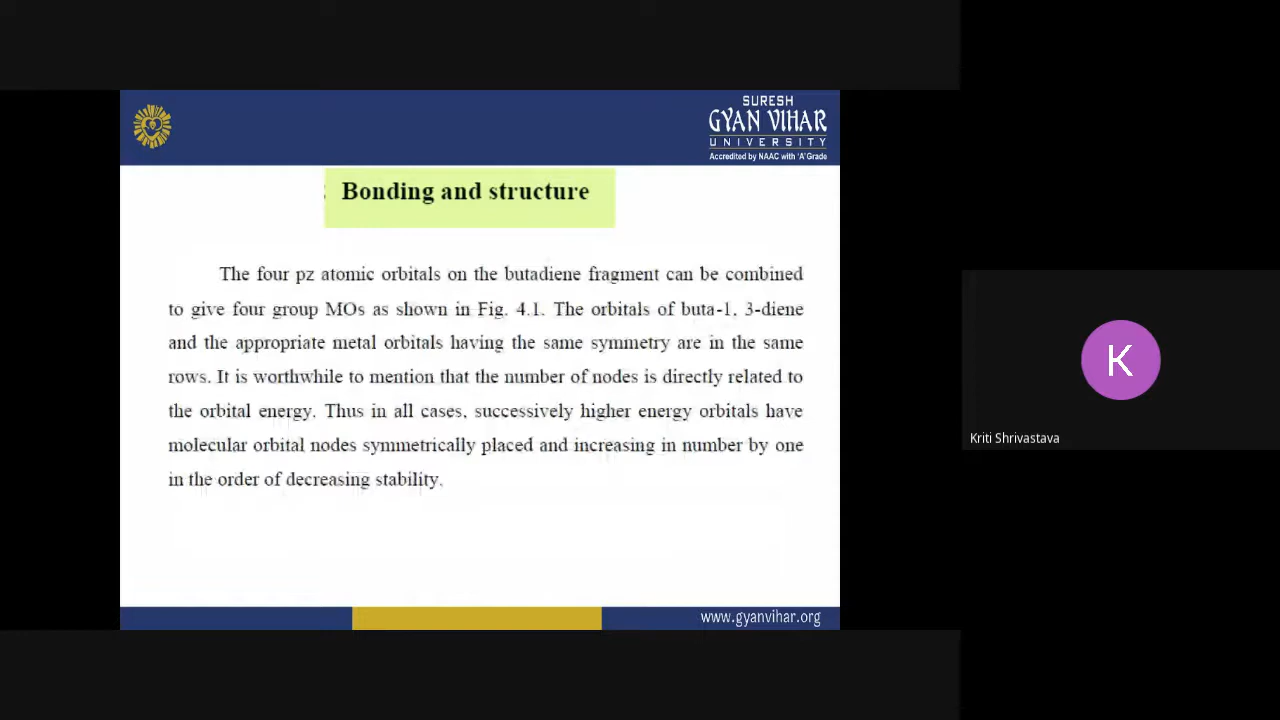 SURESH
GYAN VIHAR
UNIVERSITY
Accredited by NAAC with 'A' Grade
Bonding and structure
The four pz atomic orbitals on the butadiene fragment can be combined
to give four group MOs as shown in Fig. 4.1. The orbitals of buta-1, 3-diene
and the appropriate metal orbitals having the same symmetry are in the same
rows. It is worthwhile to mention that the number of nodes is directly related to
the orbital energy. Thus in all cases, successively higher energy orbitals have
molecular orbital nodes symmetrically placed and increasing in number by one
in the order of decreasing stability.
www.gyanvihar.org
K
Kriti Shrivastava